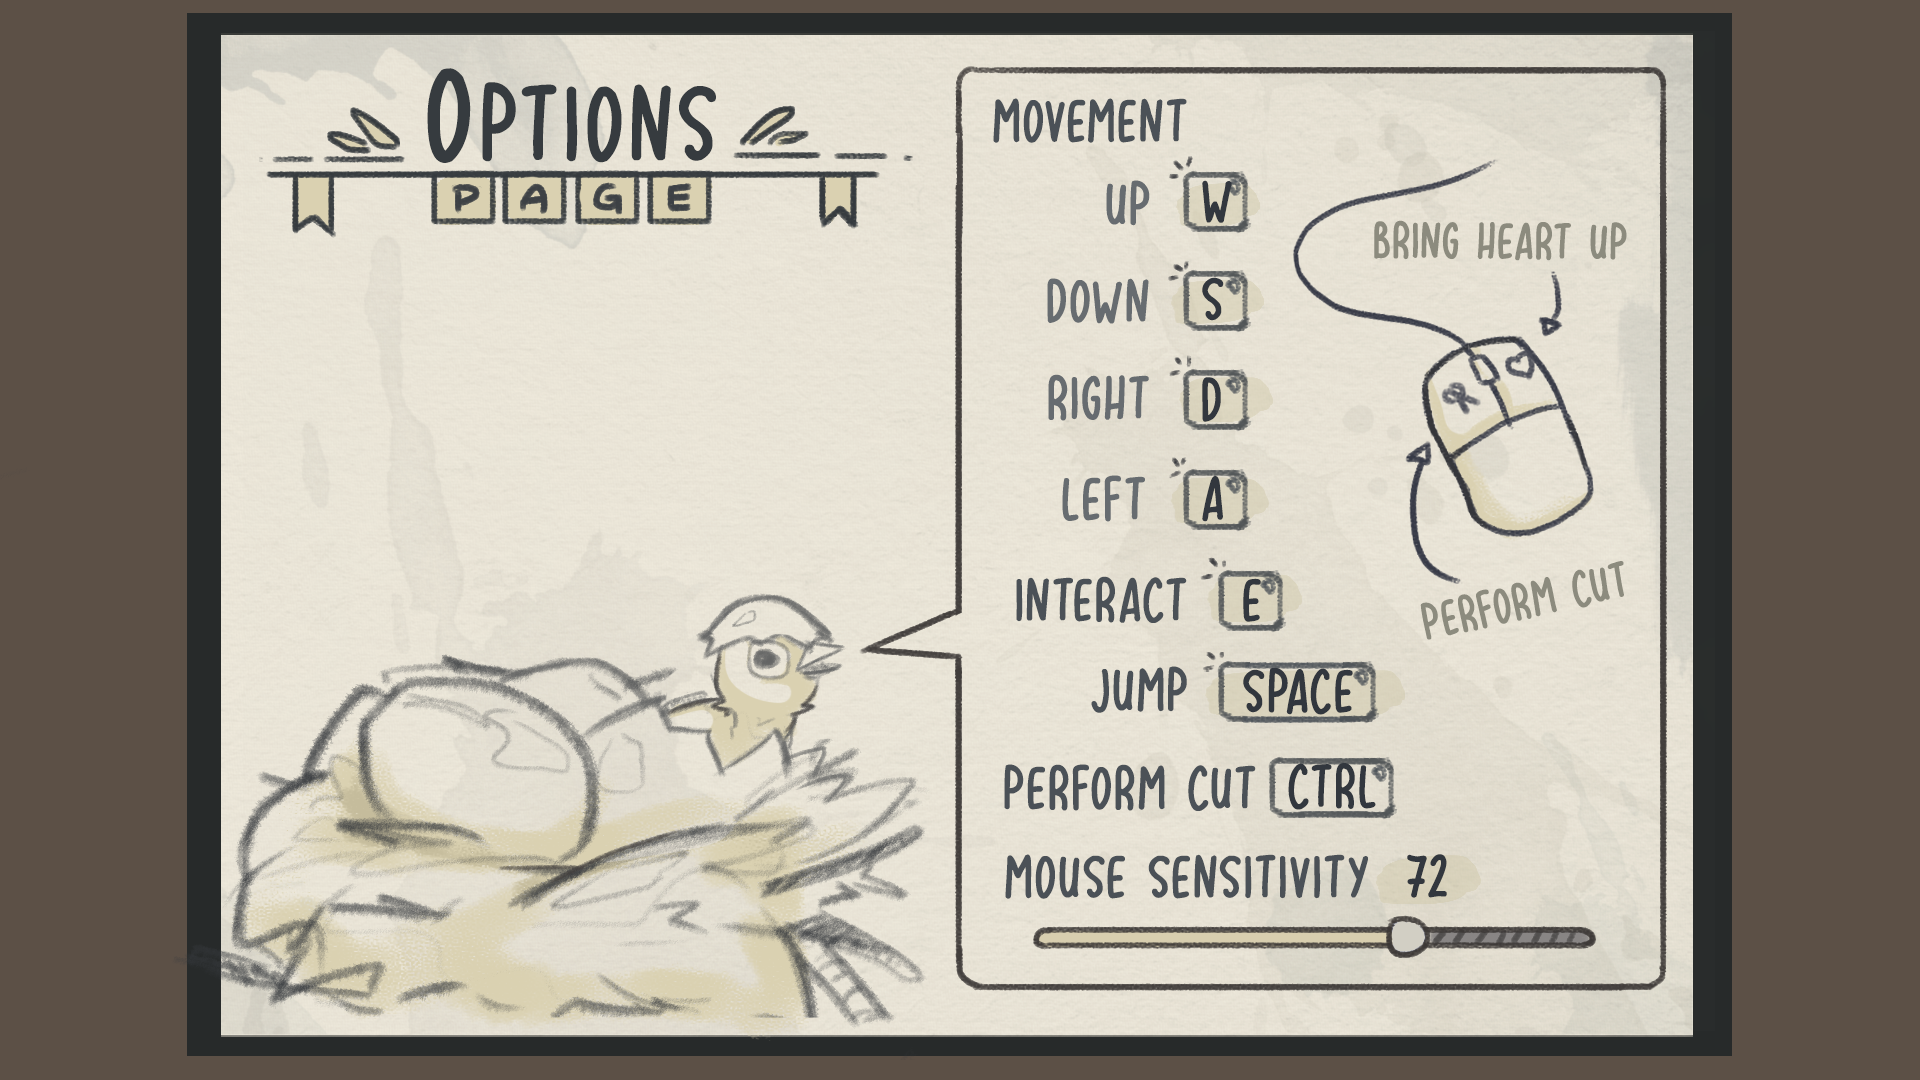 OPTIONS
PAGE
MOVEMENT
UP W
DOWN S
RIGHT D
LEFT A
INTERACT E
JUMP SPACE
PERFORM CUT CTRL
MOUSE SENSITIVITY 72
BRING HEART UP
PERFORM CUT